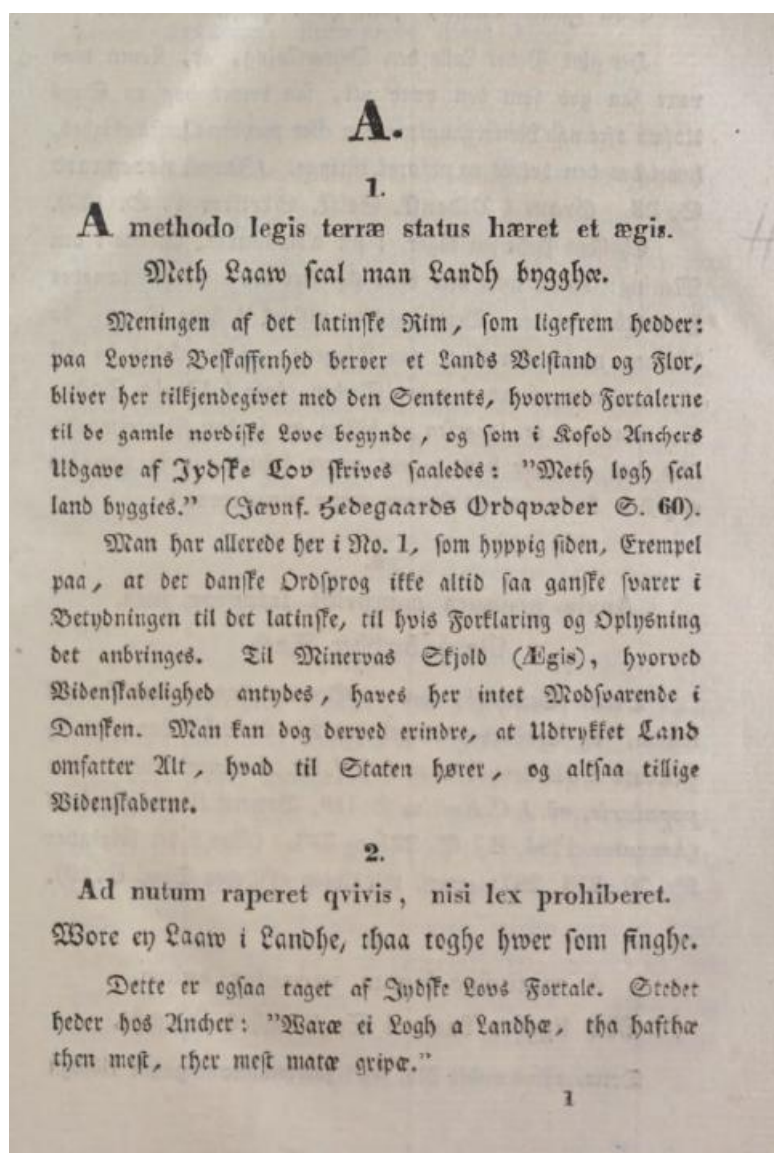 A.
1.
A methodo legis terræ status hæret et ægis.
Meth Laaw scal man Landh bygghæ.
Meningen af det latinske Rim, som ligefrem hedder:
paa Lovens Beskaffenhed beroer et Lands Velstand og Flor,
bliver her tilkjendegivet med den Sentents, hvormed Fortalerne
til de gamle nordiske Love begynde, og som i Kofod Anchers
Udgave af Jydske Lov skrives saaledes: "Meth logh scal
land byggies." (Jævnf. Hedegaards Ordqvæder S. 60).
Man har allerede her i No. 1, som hyppig siden, Exempel
paa, at det danske Ordsprog ikke altid saa ganske svarer i
Betydningen til det latinske, til hvis Forklaring og Oplysning
det anbringes. Til Minervas Skjold (Ægis), hvorved
Videnskabelighed antydes, haves her intet Modsvarende i
Dansken. Man kan dog derved erindre, at Udtrykket Land
omfatter Alt, hvad til Staten hører, og altsaa tillige
Videnskaberne.
2.
Ad nutum raperet qvivis, nisi lex prohiberet.
Wore ey Laaw i Landhe, thaa toghe hwer som finghe.
Dette er ogsaa taget af Jydske Lovs Fortale. Stedet
heder hos Ancher: "Waræ ei Logh a Landhæ, tha hafthæ
then mest, ther mest matæ gripæ."
1